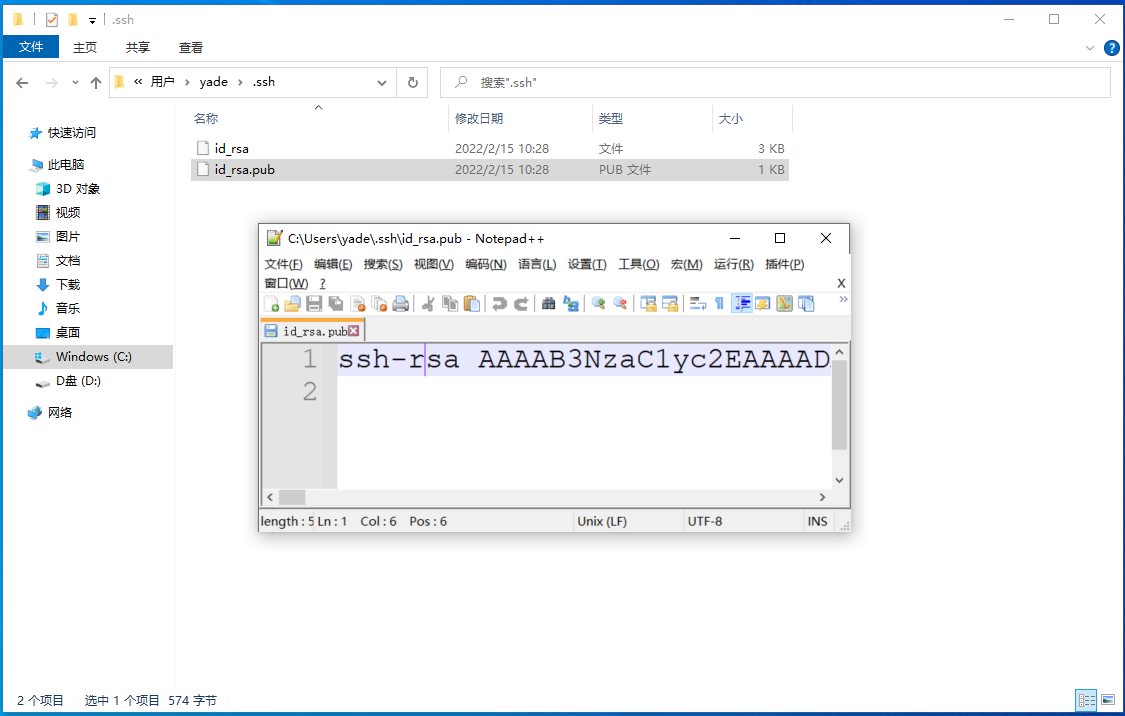 .ssh
文件 主页 共享 查看
« 用户 › yade › .ssh 搜索".ssh"
名称 修改日期 类型 大小
id_rsa 2022/2/15 10:28 文件 3 KB
id_rsa.pub 2022/2/15 10:28 PUB 文件 1 KB
快速访问
此电脑
3D 对象
视频
图片
文档
下载
音乐
桌面
Windows (C:)
D盘 (D:)
网络
C:\Users\yade\.ssh\id_rsa.pub - Notepad++
文件(F) 编辑(E) 搜索(S) 视图(V) 编码(N) 语言(L) 设置(T) 工具(O) 宏(M) 运行(R) 插件(P)
窗口(W) ? X
id_rsa.pub
1 ssh-rsa AAAAB3NzaC1yc2EAAAAD
2
length : 5 Ln : 1 Col : 6 Pos : 6 Unix (LF) UTF-8 INS
2 个项目 选中 1 个项目 574 字节